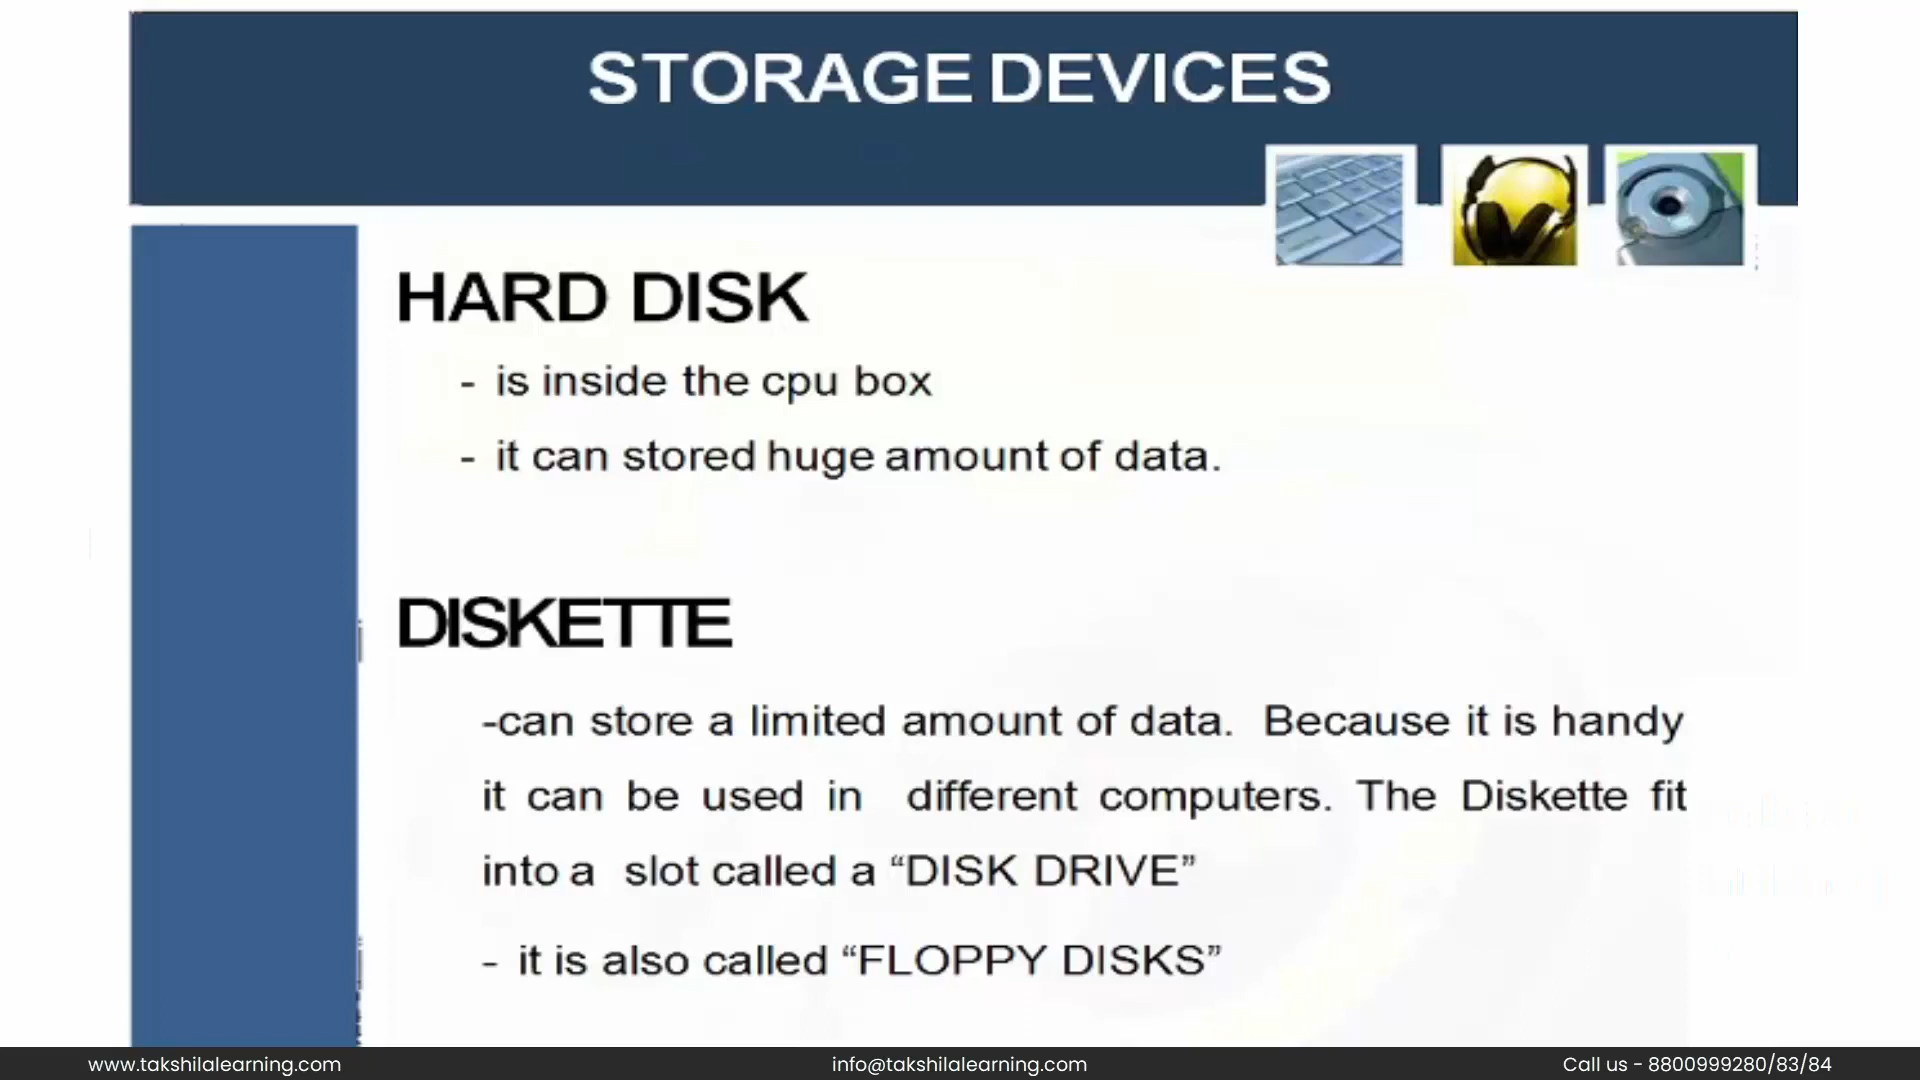 STORAGE DEVICES
HARD DISK
- is inside the cpu box
- it can stored huge amount of data.
DISKETTE
-can store a limited amount of data. Because it is handy
it can be used in different computers. The Diskette fit
into a slot called a “DISK DRIVE”
- it is also called “FLOPPY DISKS”
www.takshilalearning.com
info@takshilalearning.com
Call us - 8800999280/83/84